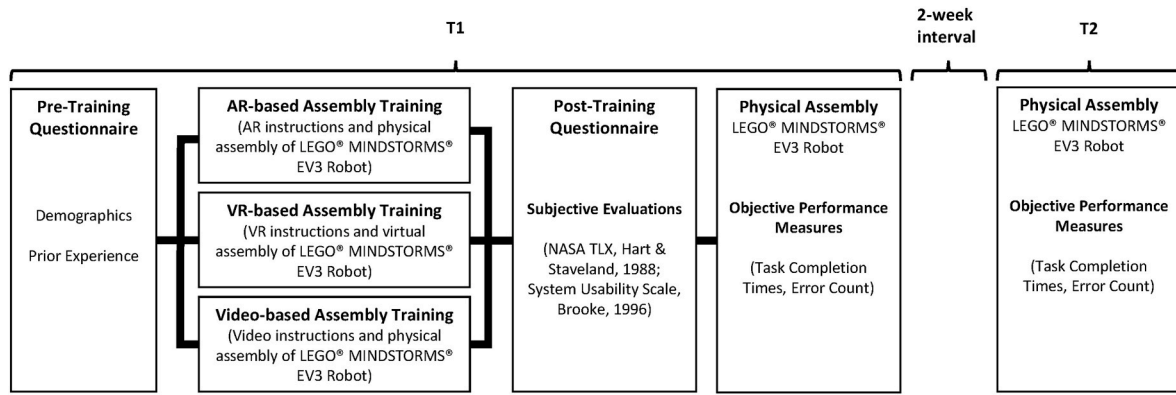 T1
2-week
interval
T2
Pre-Training
Questionnaire
Demographics
Prior Experience
AR-based Assembly Training
(AR instructions and physical
assembly of LEGO® MINDSTORMS®
EV3 Robot)
VR-based Assembly Training
(VR instructions and virtual
assembly of LEGO® MINDSTORMS®
EV3 Robot)
Video-based Assembly Training
(Video instructions and physical
assembly of LEGO® MINDSTORMS®
EV3 Robot)
Post-Training
Questionnaire
Subjective Evaluations
(NASA TLX, Hart &
Staveland, 1988;
System Usability Scale,
Brooke, 1996)
Physical Assembly
LEGO® MINDSTORMS®
EV3 Robot
Objective Performance
Measures
(Task Completion
Times, Error Count)
Physical Assembly
LEGO® MINDSTORMS®
EV3 Robot
Objective Performance
Measures
(Task Completion
Times, Error Count)